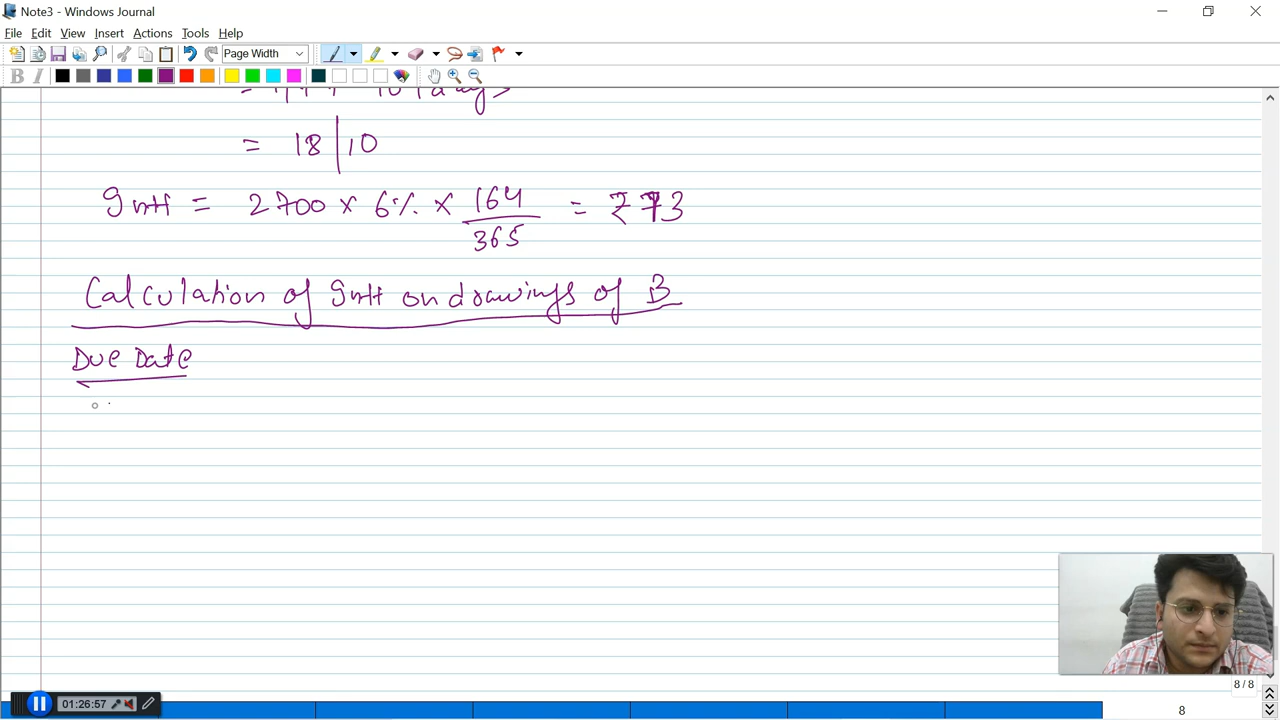 Note3 - Windows Journal
File Edit View Insert Actions Tools Help
Page Width
B I
= 18 | 10
Intt = 2700 × 6% × 164/365 = ₹73
Calculation of Intt on drawings of B
Due Date
8/8
01:26:57
8